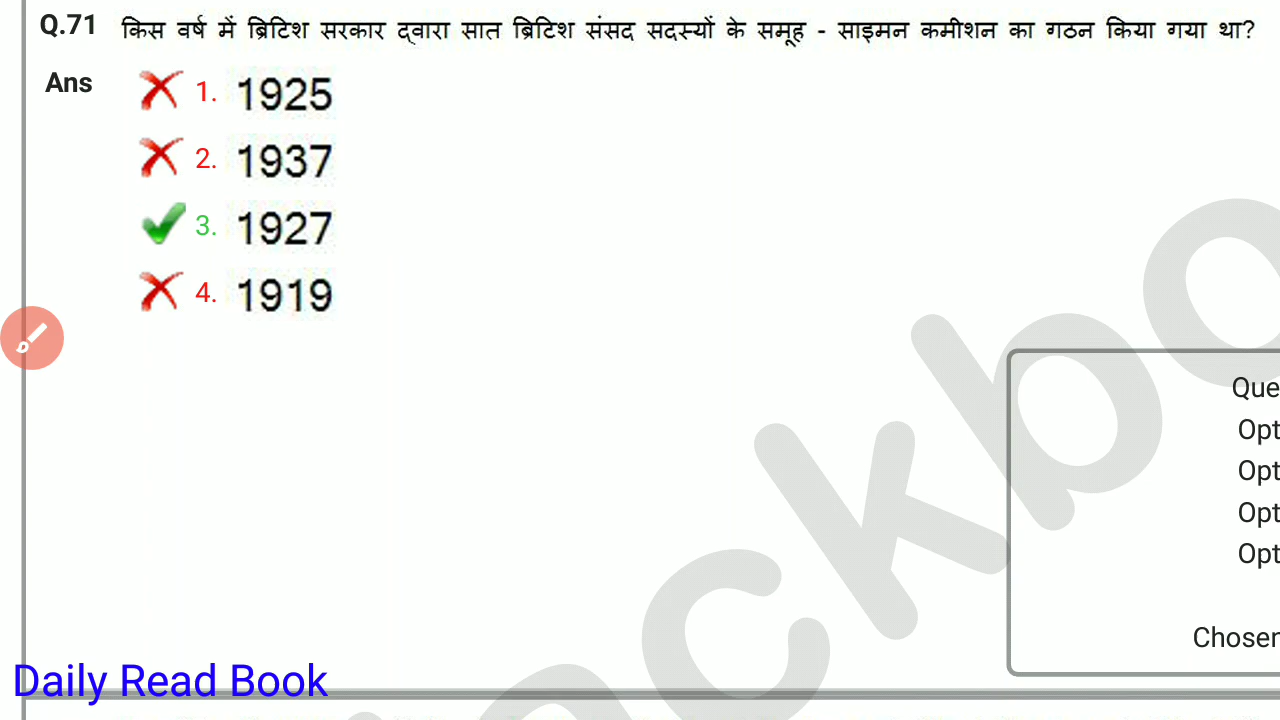 Q.71 किस वर्ष में ब्रिटिश सरकार द्वारा सात ब्रिटिश संसद सदस्यों के समूह - साइमन कमीशन का गठन किया गया था?
Ans 1. 1925
2. 1937
3. 1927
4. 1919
Que
Opt
Opt
Opt
Opt
Chosen
Daily Read Book